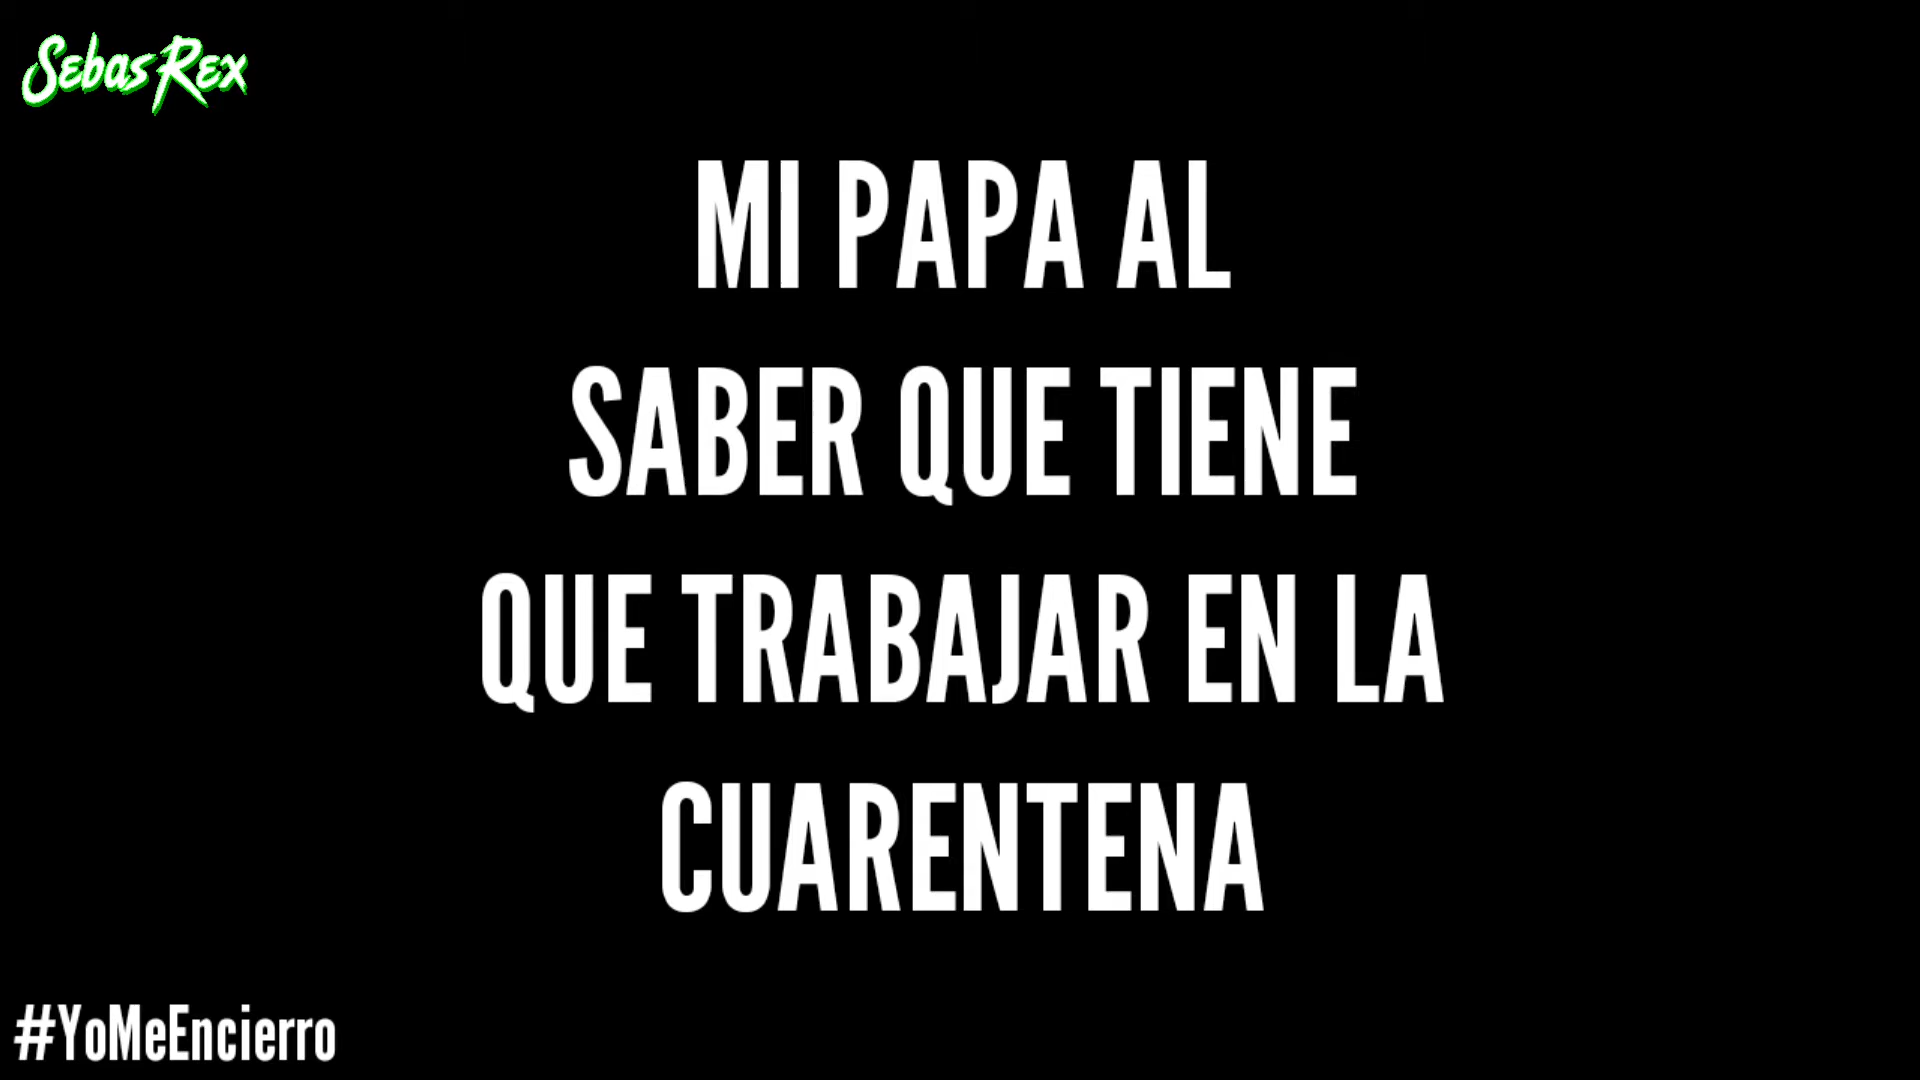 Sebas Rex
MI PAPA AL
SABER QUE TIENE
QUE TRABAJAR EN LA
CUARENTENA
#YoMeEncierro